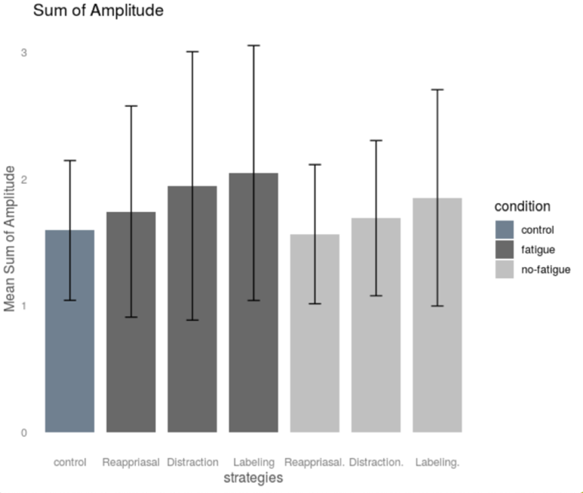 Sum of Amplitude
3
2
1
0
Mean Sum of Amplitude
control Reappriasal Distraction Labeling Reappriasal. Distraction. Labeling.
strategies
condition
control
fatigue
no-fatigue